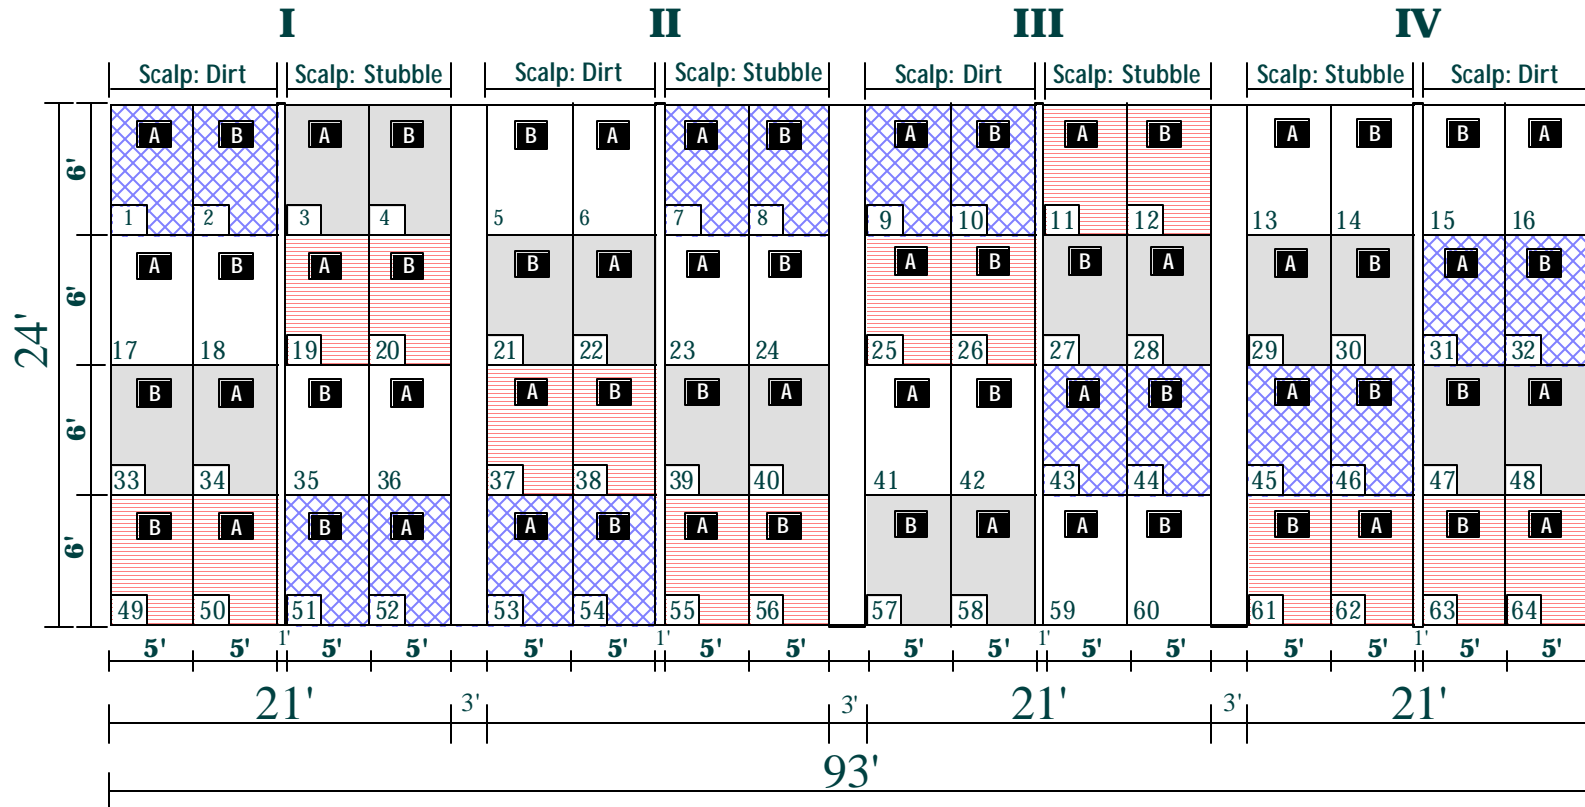 I II III IV
Scalp: Dirt Scalp: Stubble Scalp: Dirt Scalp: Stubble Scalp: Dirt Scalp: Stubble Scalp: Stubble Scalp: Dirt
A B A B B A A B A B A B A B B A
6'
1 2 3 4 5 6 7 8 9 10 11 12 13 14 15 16
A B A B B A A B A B B A A B A B
6'
24'
17 18 19 20 21 22 23 24 25 26 27 28 29 30 31 32
B A B A A B B A A B A B A B B A
6'
33 34 35 36 37 38 39 40 41 42 43 44 45 46 47 48
B A B A A B A B B A A B B A B A
6'
49 50 51 52 53 54 55 56 57 58 59 60 61 62 63 64
5' 5' 1' 5' 5' 5' 5' 1' 5' 5' 5' 5' 1' 5' 5' 5' 5' 1' 5' 5'
21' 3' 3' 21' 3' 21'
93'